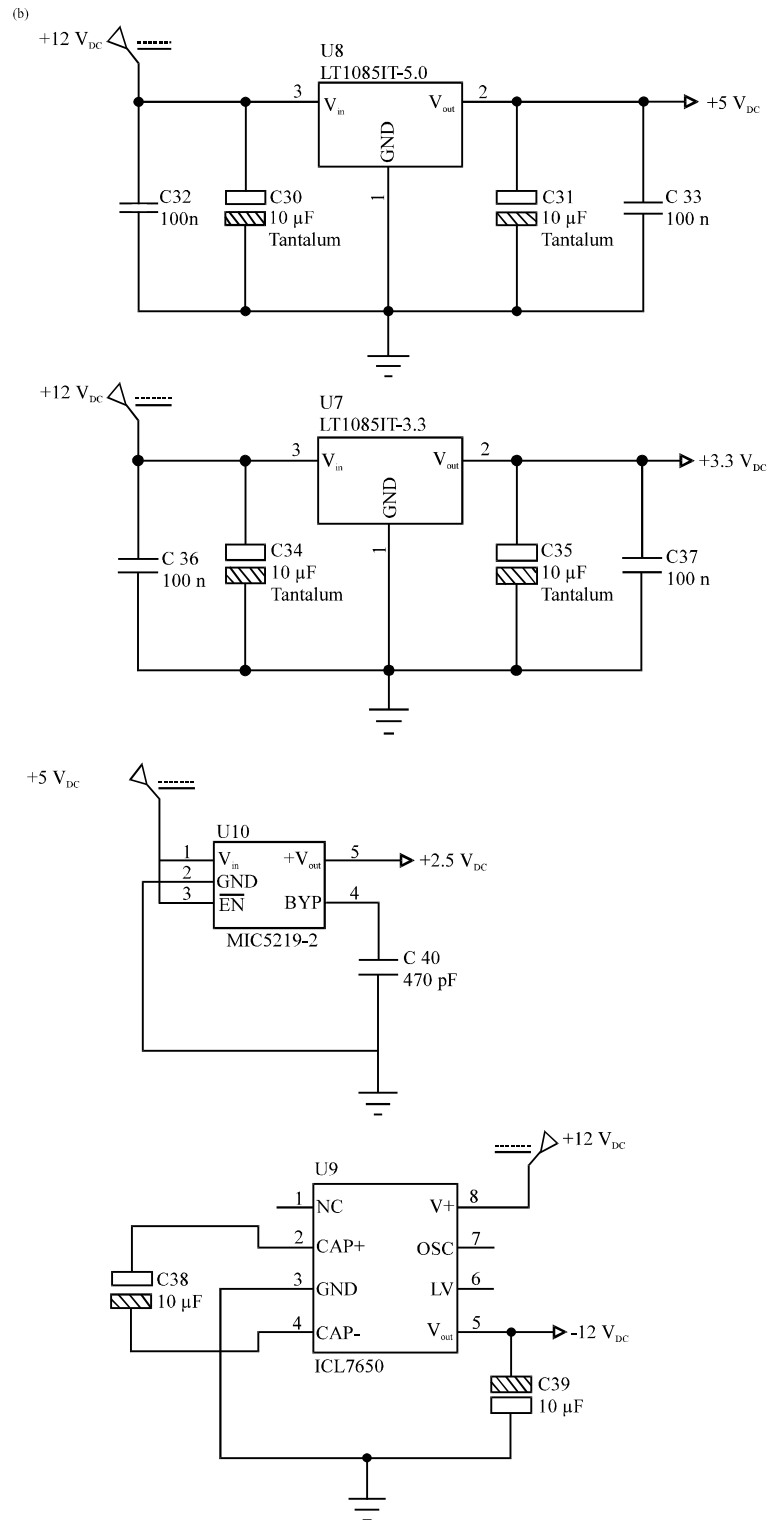 (b)
+12 V_DC
U8
LT1085IT-5.0
3
V_in
V_out
2
+5 V_DC
GND
1
C32
100n
C30
10 µF
Tantalum
C31
10 µF
Tantalum
C 33
100 n
+12 V_DC
U7
LT1085IT-3.3
3
V_in
V_out
2
+3.3 V_DC
GND
1
C 36
100 n
C34
10 µF
Tantalum
C35
10 µF
Tantalum
C37
100 n
+5 V_DC
U10
1
V_in
+V_out
5
+2.5 V_DC
2
GND
3
EN
BYP
4
MIC5219-2
C 40
470 pF
+12 V_DC
U9
1
NC
V+
8
2
CAP+
OSC
7
C38
10 µF
3
GND
LV
6
4
CAP-
V_out
5
-12 V_DC
ICL7650
C39
10 µF